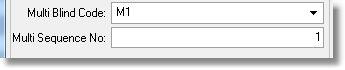 Multi Blind Code: M1
Multi Sequence No: 1